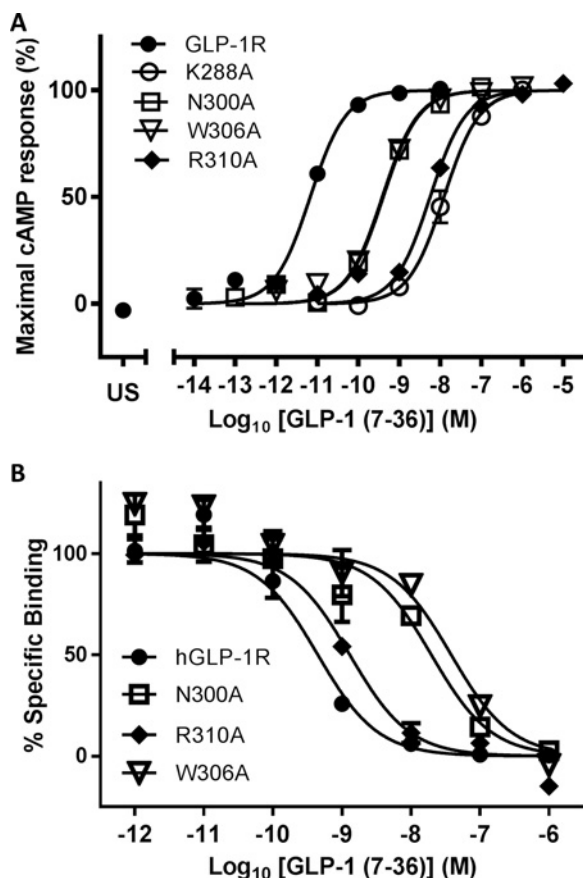 A
GLP-1R
K288A
N300A
W306A
R310A
Maximal cAMP response (%)
100
50
0
US
-14 -13 -12 -11 -10 -9 -8 -7 -6 -5
Log10 [GLP-1 (7-36)] (M)
B
% Specific Binding
100
50
0
hGLP-1R
N300A
R310A
W306A
-12 -11 -10 -9 -8 -7 -6
Log10 [GLP-1 (7-36)] (M)